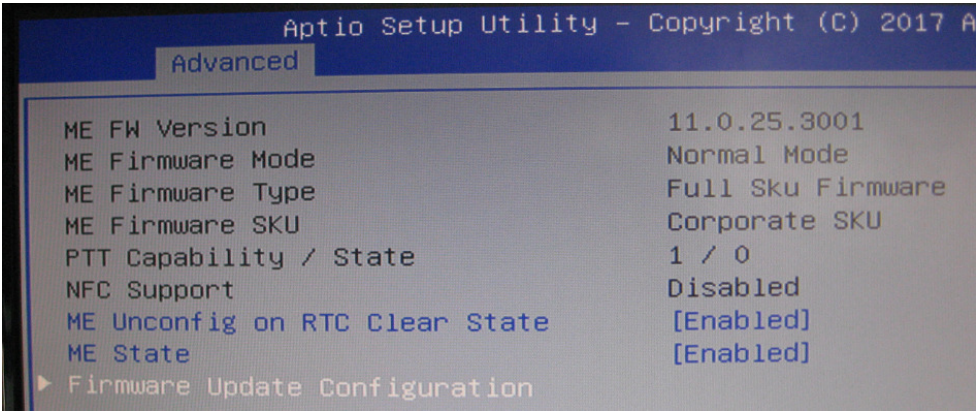 Aptio Setup Utility – Copyright (C) 2017 A
Advanced
ME FW Version 11.0.25.3001
ME Firmware Mode Normal Mode
ME Firmware Type Full Sku Firmware
ME Firmware SKU Corporate SKU
PTT Capability / State 1 / 0
NFC Support Disabled
ME Unconfig on RTC Clear State [Enabled]
ME State [Enabled]
Firmware Update Configuration